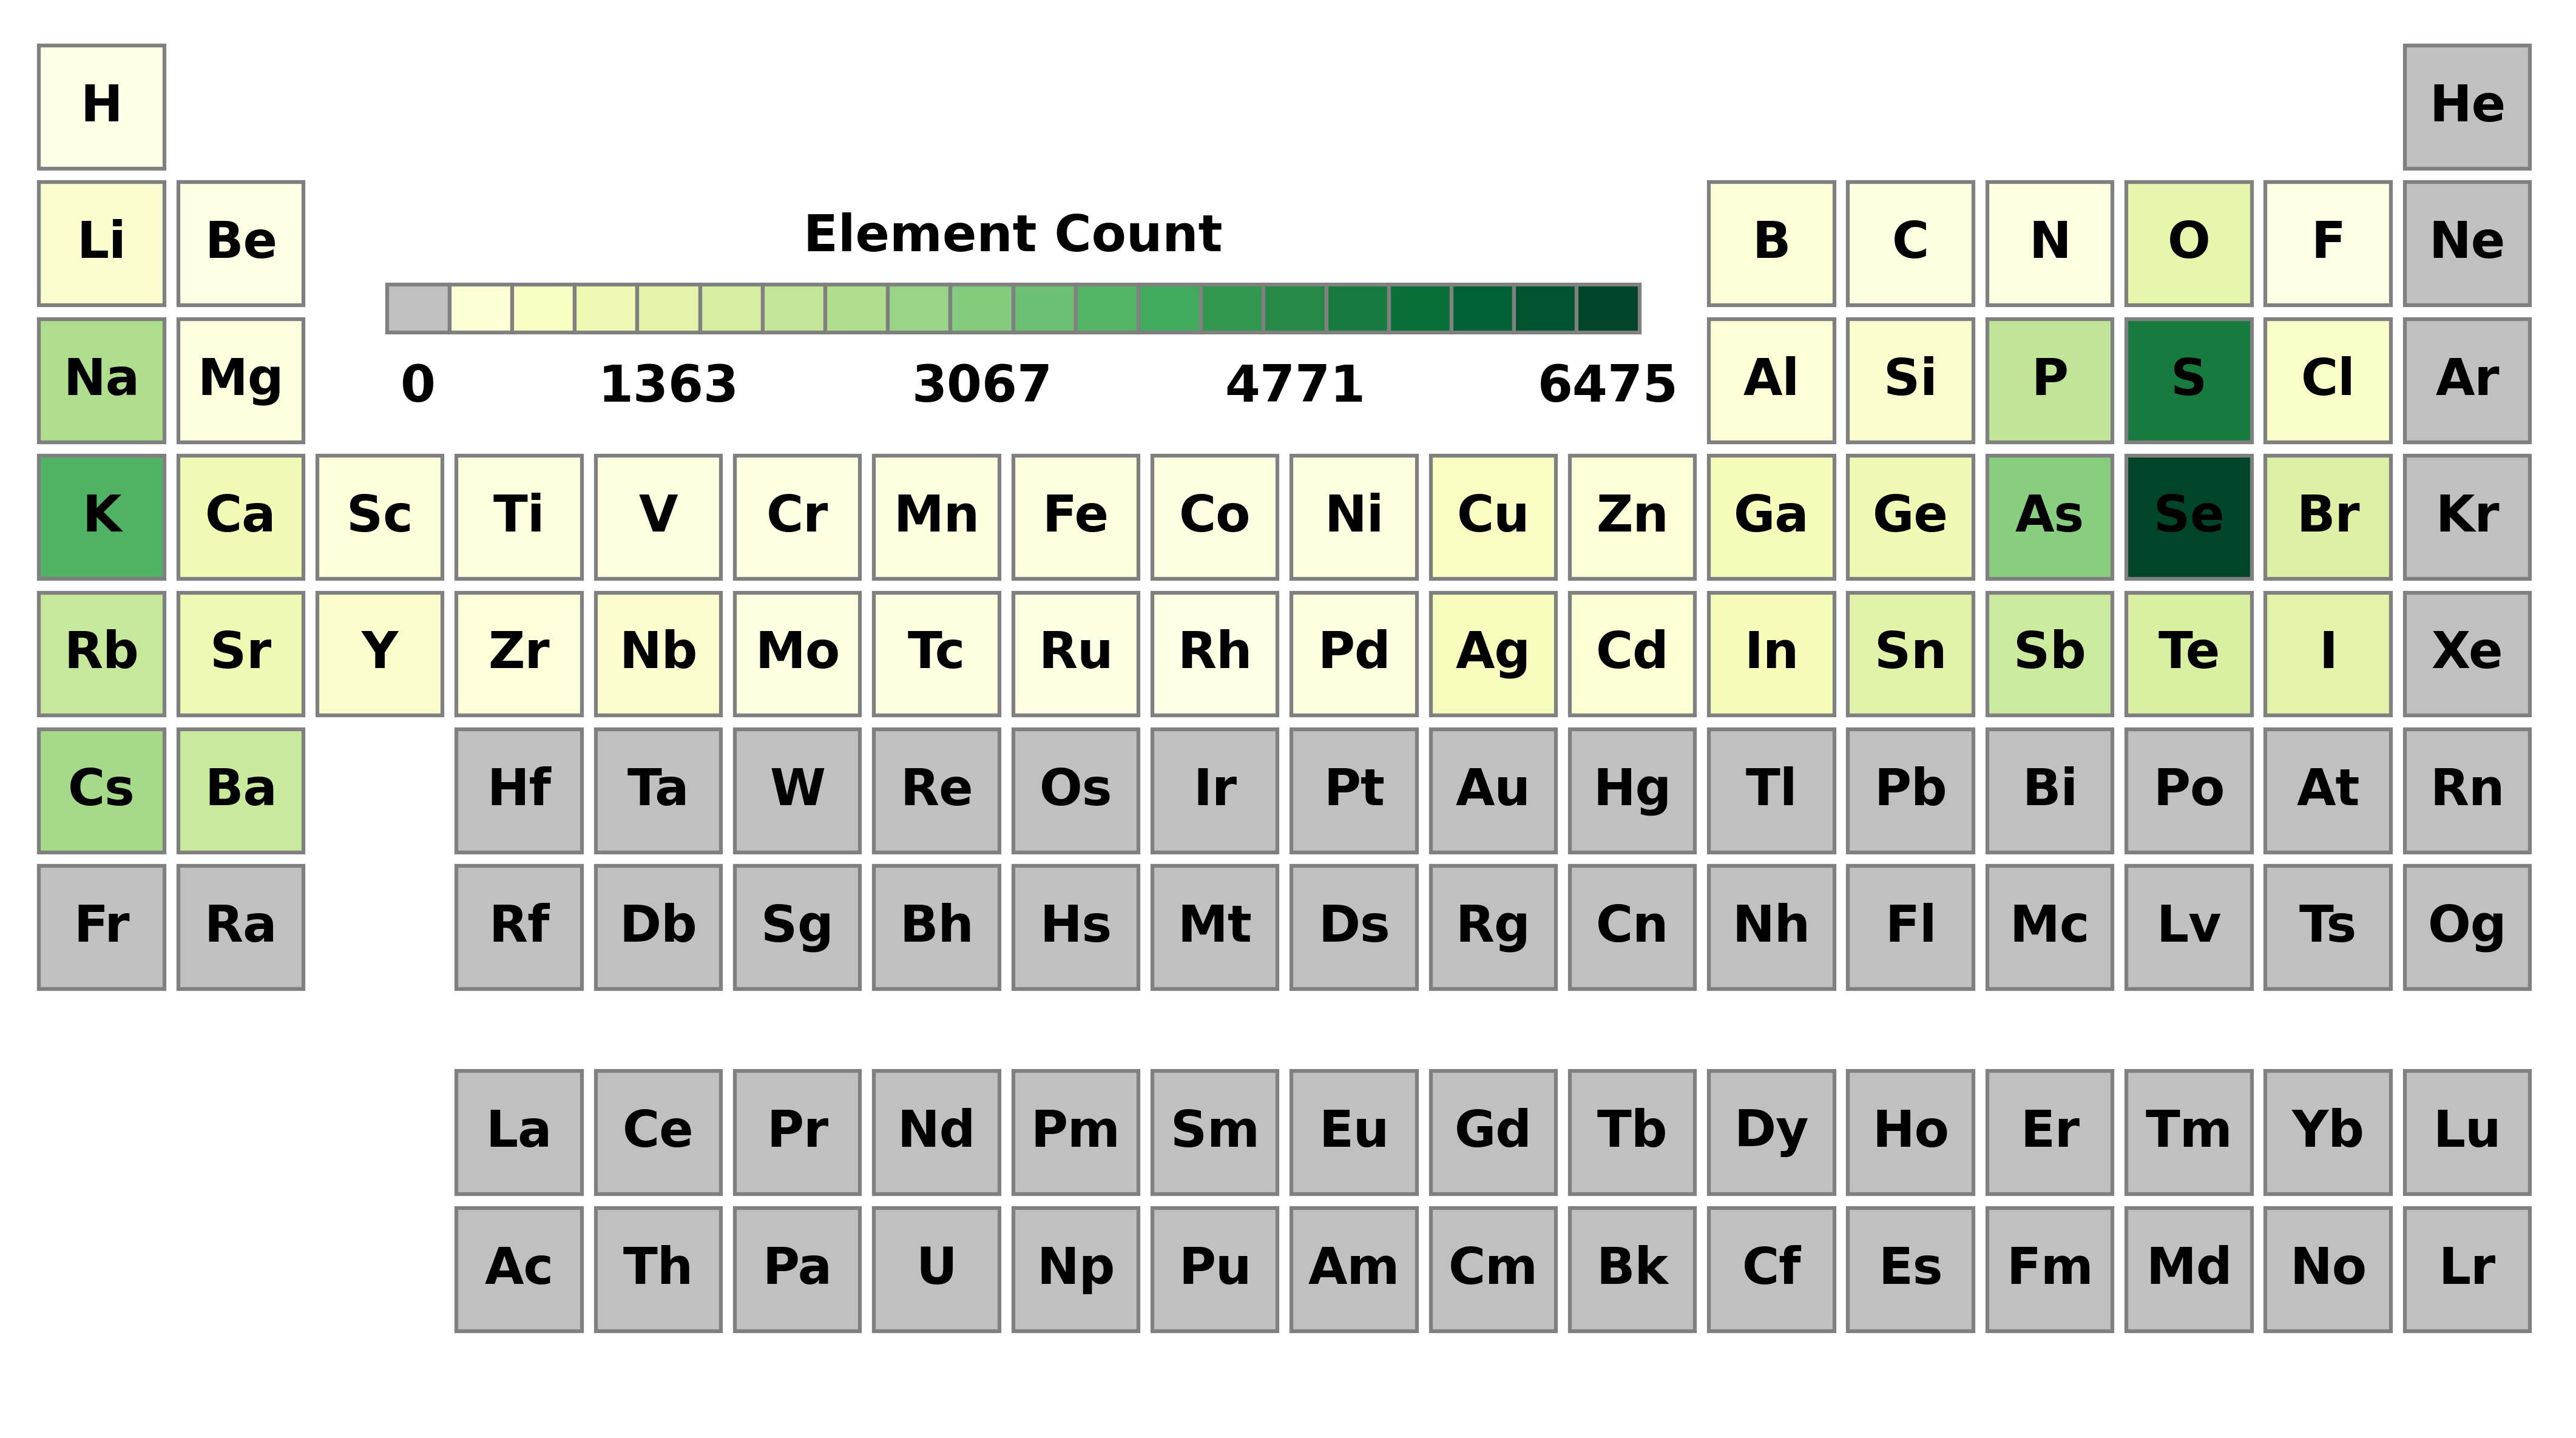 H He
Li Be B C N O F Ne
Element Count
Na Mg Al Si P S Cl Ar
0 1363 3067 4771 6475
K Ca Sc Ti V Cr Mn Fe Co Ni Cu Zn Ga Ge As Se Br Kr
Rb Sr Y Zr Nb Mo Tc Ru Rh Pd Ag Cd In Sn Sb Te I Xe
Cs Ba Hf Ta W Re Os Ir Pt Au Hg Tl Pb Bi Po At Rn
Fr Ra Rf Db Sg Bh Hs Mt Ds Rg Cn Nh Fl Mc Lv Ts Og
La Ce Pr Nd Pm Sm Eu Gd Tb Dy Ho Er Tm Yb Lu
Ac Th Pa U Np Pu Am Cm Bk Cf Es Fm Md No Lr